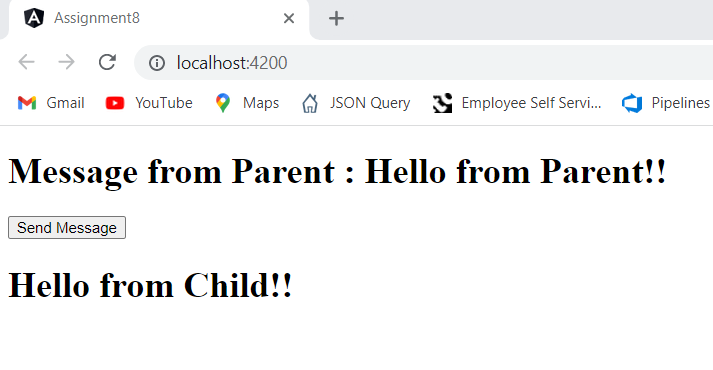 Assignment8
localhost:4200
Gmail YouTube Maps JSON Query Employee Self Servi... Pipelines
Message from Parent : Hello from Parent!!
Send Message
Hello from Child!!